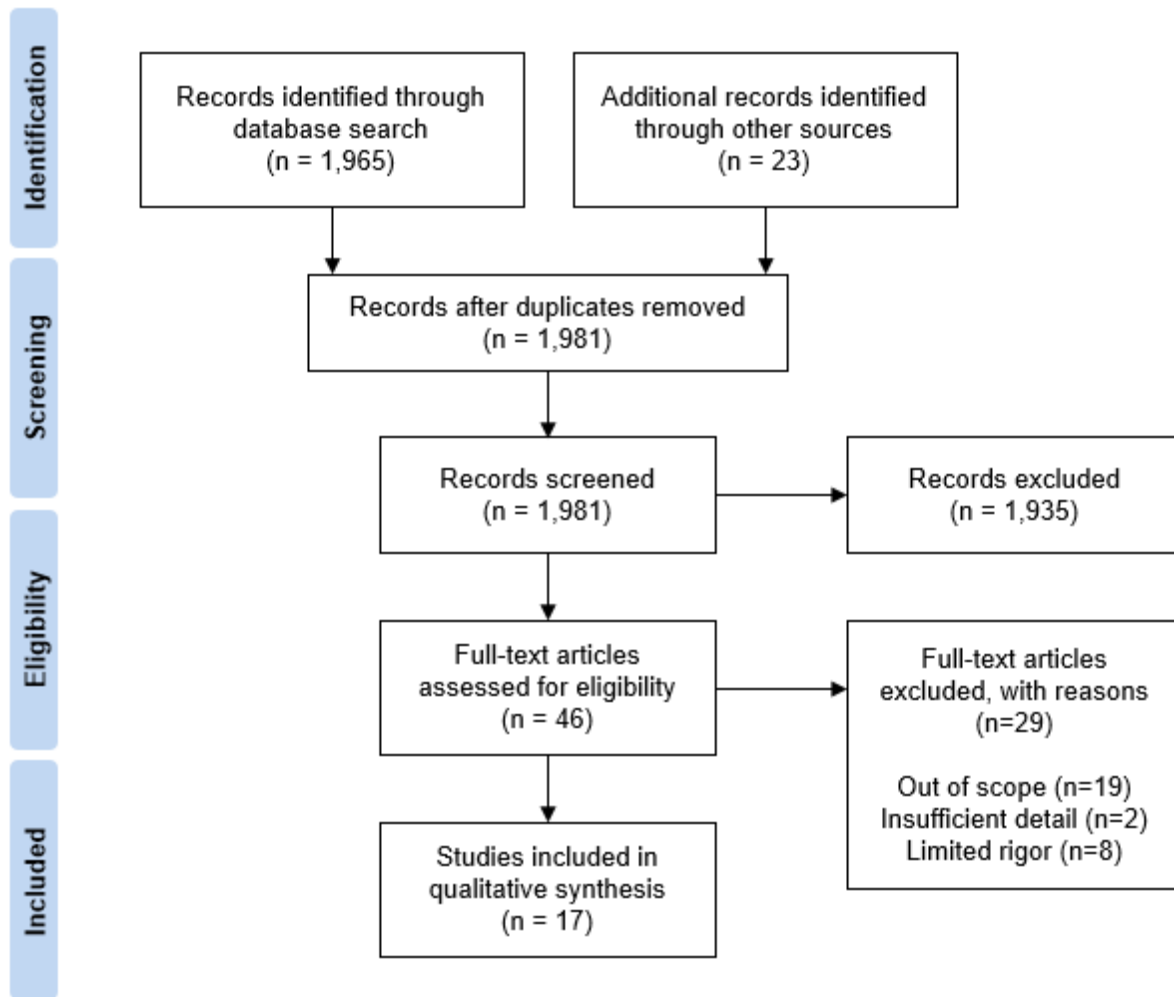 Identification
Records identified through
database search
(n = 1,965)
Additional records identified
through other sources
(n = 23)
Screening
Records after duplicates removed
(n = 1,981)
Records screened
(n = 1,981)
Records excluded
(n = 1,935)
Eligibility
Full-text articles
assessed for eligibility
(n = 46)
Full-text articles
excluded, with reasons
(n=29)
Out of scope (n=19)
Insufficient detail (n=2)
Limited rigor (n=8)
Included
Studies included in
qualitative synthesis
(n = 17)